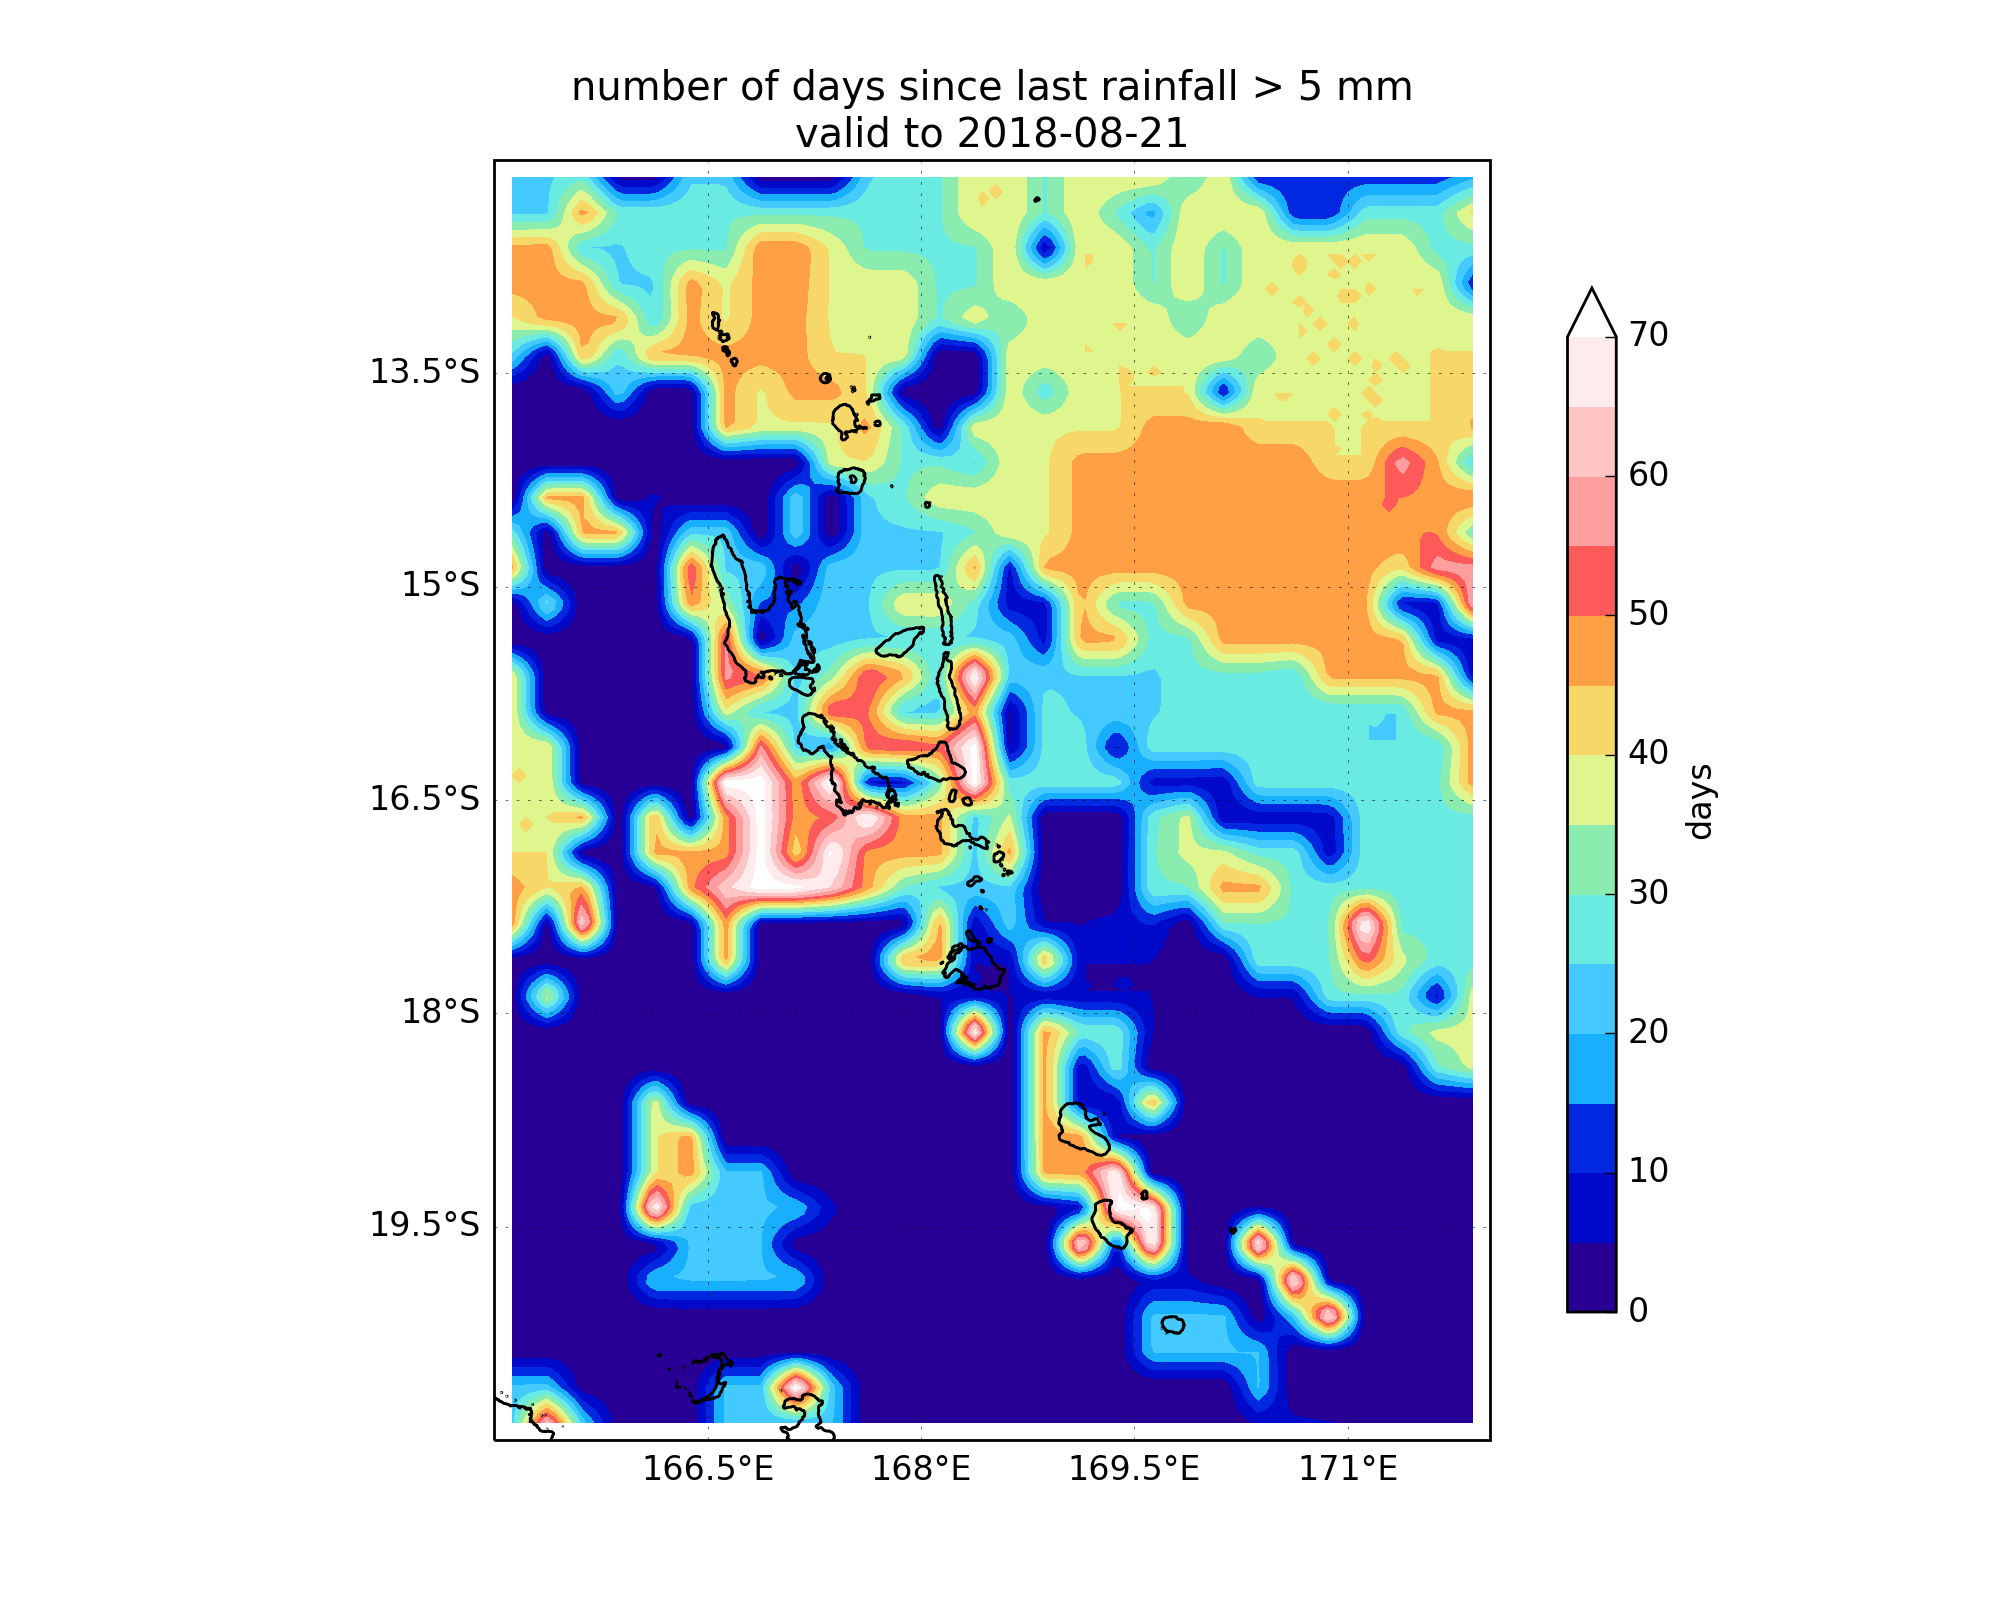 number of days since last rainfall > 5 mm
valid to 2018-08-21
13.5°S
15°S
16.5°S
18°S
19.5°S
166.5°E
168°E
169.5°E
171°E
70
60
50
40
30
20
10
0
days